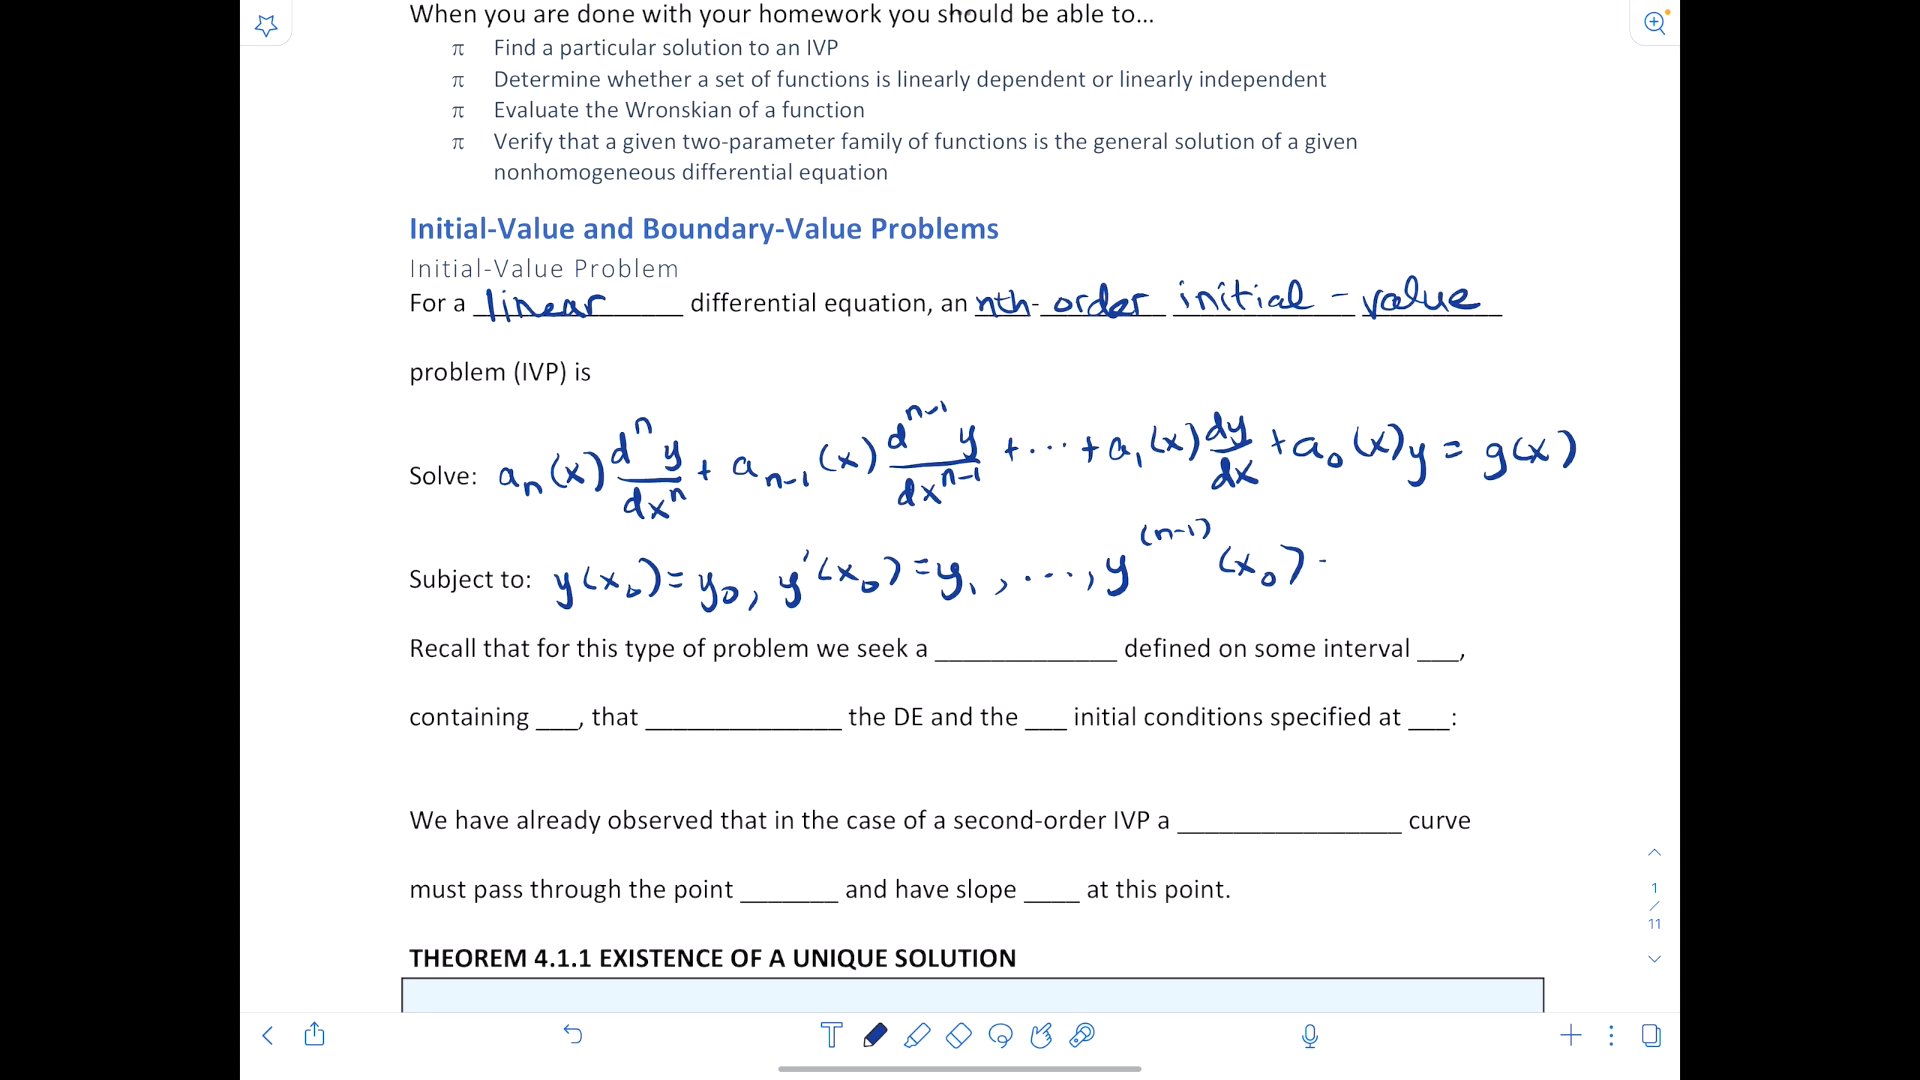 When you are done with your homework you should be able to...
π Find a particular solution to an IVP
π Determine whether a set of functions is linearly dependent or linearly independent
π Evaluate the Wronskian of a function
π Verify that a given two-parameter family of functions is the general solution of a given
nonhomogeneous differential equation
Initial-Value and Boundary-Value Problems
Initial-Value Problem
For a linear differential equation, an nth-order initial-value
problem (IVP) is
Solve: aₙ(x) dⁿy/dxⁿ + aₙ₋₁(x) dⁿ⁻¹y/dxⁿ⁻¹ + ... + a₁(x) dy/dx + a₀(x)y = g(x)
Subject to: y(x₀) = y₀, y'(x₀) = y₁, ..., y⁽ⁿ⁻¹⁾(x₀) -
Recall that for this type of problem we seek a _____________ defined on some interval ___,
containing ___, that ______________ the DE and the ___ initial conditions specified at ___:
We have already observed that in the case of a second-order IVP a ________________ curve
must pass through the point _______ and have slope ____ at this point.
THEOREM 4.1.1 EXISTENCE OF A UNIQUE SOLUTION
1
/
11
T